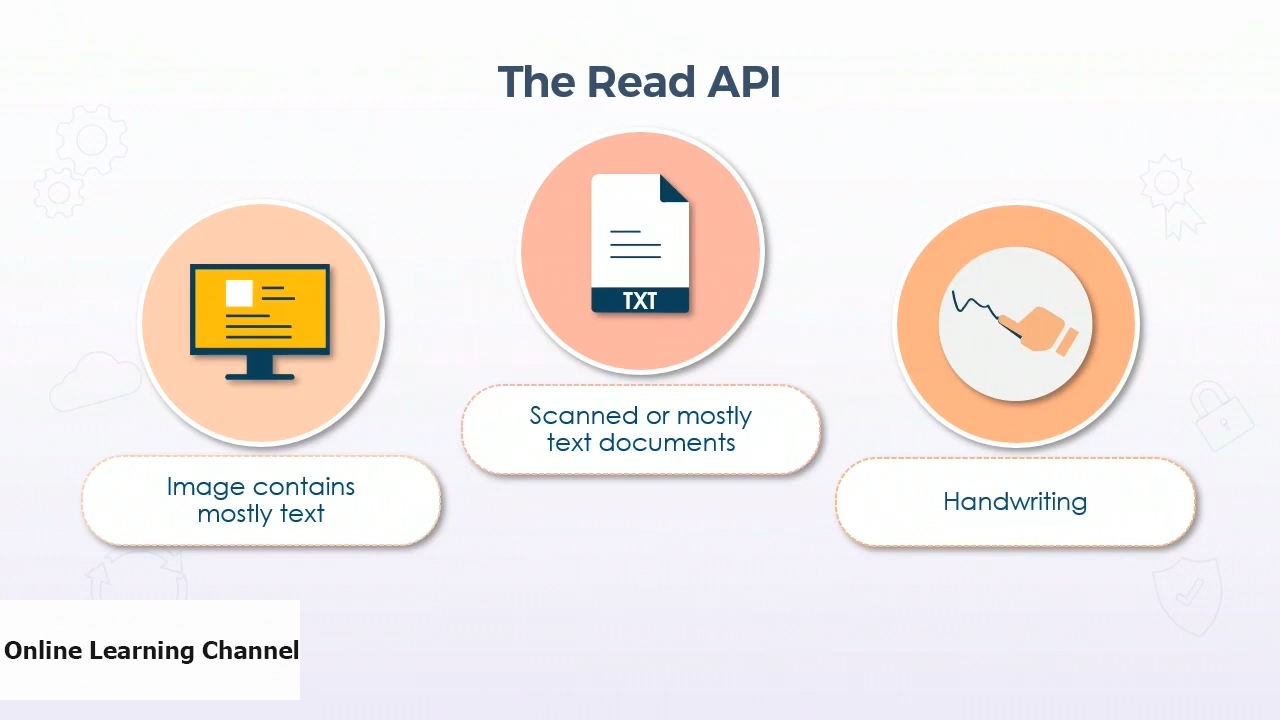 The Read API
Image contains
mostly text
TXT
Scanned or mostly
text documents
Handwriting
Online Learning Channel